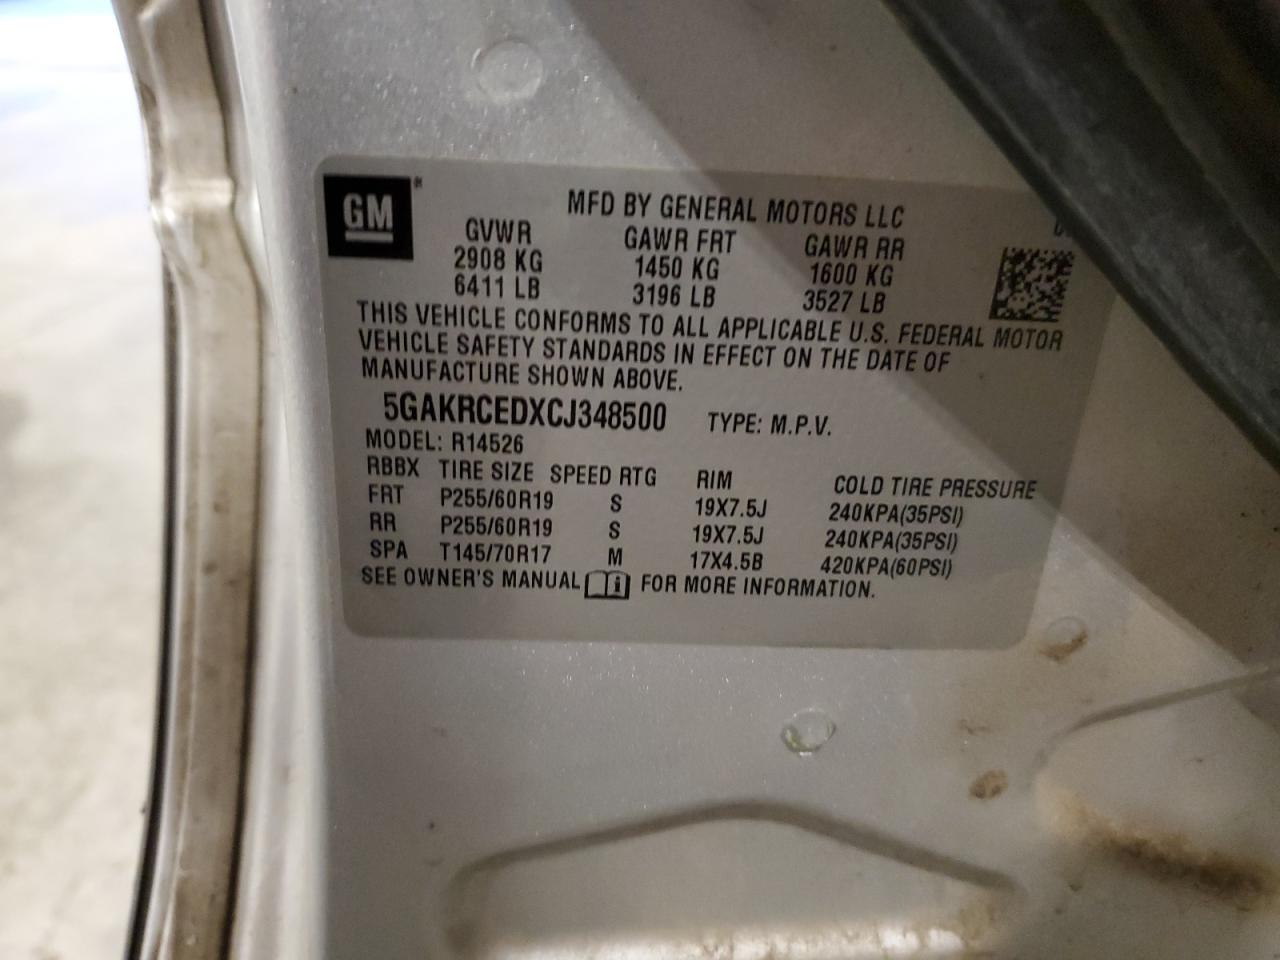 GM
MFD BY GENERAL MOTORS LLC
GVWR GAWR FRT GAWR RR
2908 KG 1450 KG 1600 KG
6411 LB 3196 LB 3527 LB
THIS VEHICLE CONFORMS TO ALL APPLICABLE U.S. FEDERAL MOTOR
VEHICLE SAFETY STANDARDS IN EFFECT ON THE DATE OF
MANUFACTURE SHOWN ABOVE.
5GAKRCEDXCJ348500 TYPE: M.P.V.
MODEL: R14526
RBBX TIRE SIZE SPEED RTG RIM COLD TIRE PRESSURE
FRT P255/60R19 S 19X7.5J 240KPA(35PSI)
RR P255/60R19 S 19X7.5J 240KPA(35PSI)
SPA T145/70R17 M 17X4.5B 420KPA(60PSI)
SEE OWNER'S MANUAL FOR MORE INFORMATION.